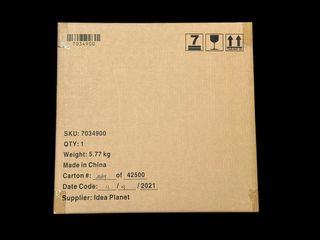 7034900
7
SKU: 7034900
QTY: 1
Weight: 5.77 kg
Made in China
Carton #: of 42500
Date Code: / / 2021
Supplier: Idea Planet